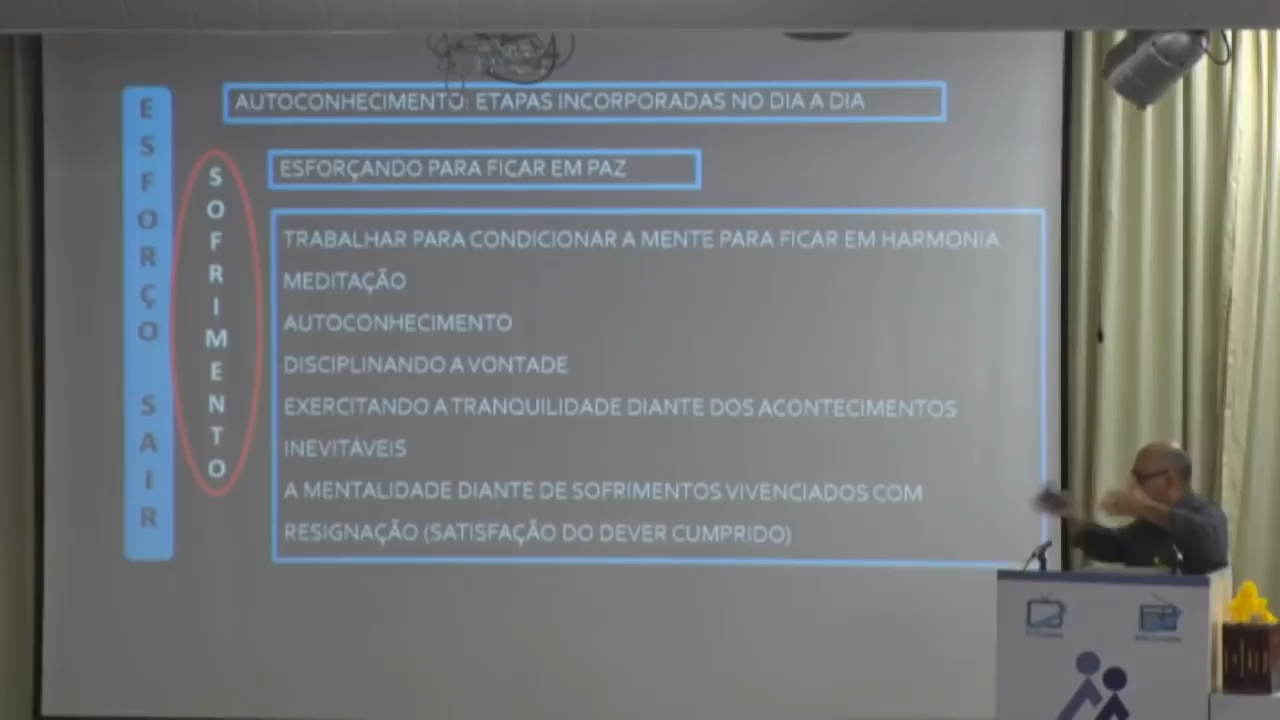 AUTOCONHECIMENTO: ETAPAS INCORPORADAS NO DIA A DIA
ESFORÇO SAIR
SOFRIMENTO
ESFORÇANDO PARA FICAR EM PAZ
TRABALHAR PARA CONDICIONAR A MENTE PARA FICAR EM HARMONIA.
MEDITAÇÃO
AUTOCONHECIMENTO
DISCIPLINANDO A VONTADE
EXERCITANDO A TRANQUILIDADE DIANTE DOS ACONTECIMENTOS
INEVITÁVEIS
A MENTALIDADE DIANTE DE SOFRIMENTOS VIVENCIADOS COM
RESIGNAÇÃO (SATISFAÇÃO DO DEVER CUMPRIDO)